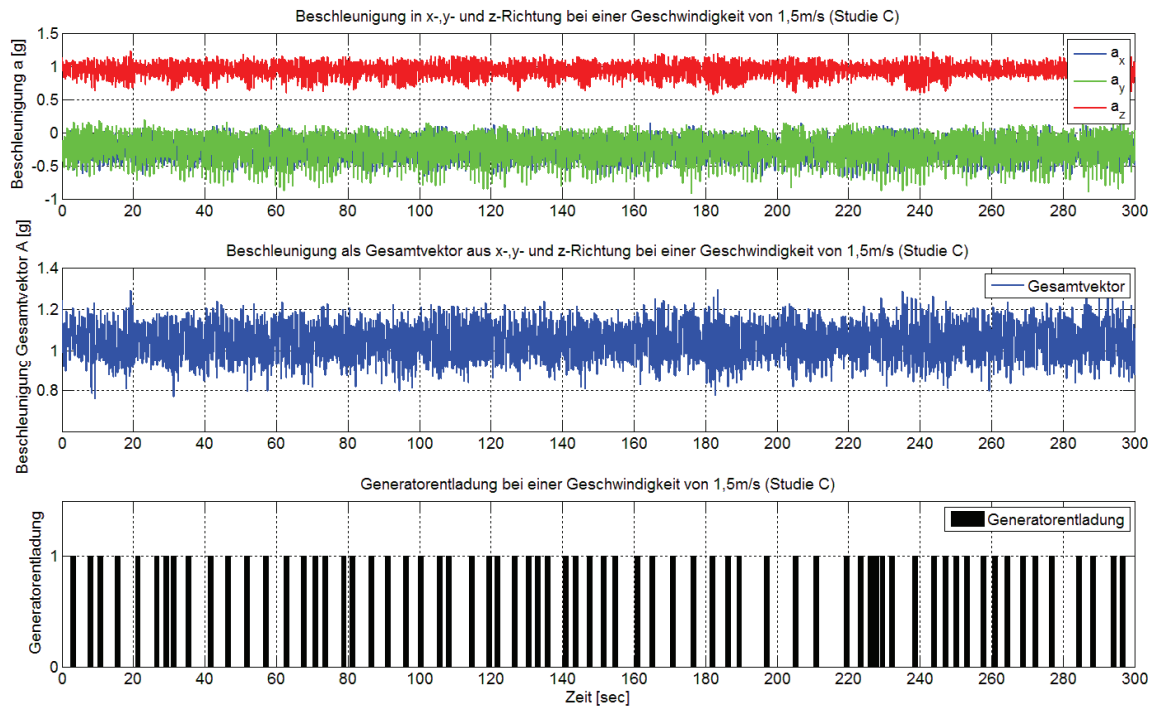 Beschleunigung in x-,y- und z-Richtung bei einer Geschwindigkeit von 1,5m/s (Studie C)
Beschleunigung a [g]
1.5
1
0.5
0
-0.5
-1
a_x
a_y
a_z
0 20 40 60 80 100 120 140 160 180 200 220 240 260 280 300
Beschleunigung als Gesamtvektor aus x-,y- und z-Richtung bei einer Geschwindigkeit von 1,5m/s (Studie C)
Beschleunigung Gesamtvektor A [g]
1.4
1.2
1
0.8
Gesamtvektor
0 20 40 60 80 100 120 140 160 180 200 220 240 260 280 300
Generatorentladung bei einer Geschwindigkeit von 1,5m/s (Studie C)
Generatorentladung
1
0
Generatorentladung
0 20 40 60 80 100 120 140 160 180 200 220 240 260 280 300
Zeit [sec]